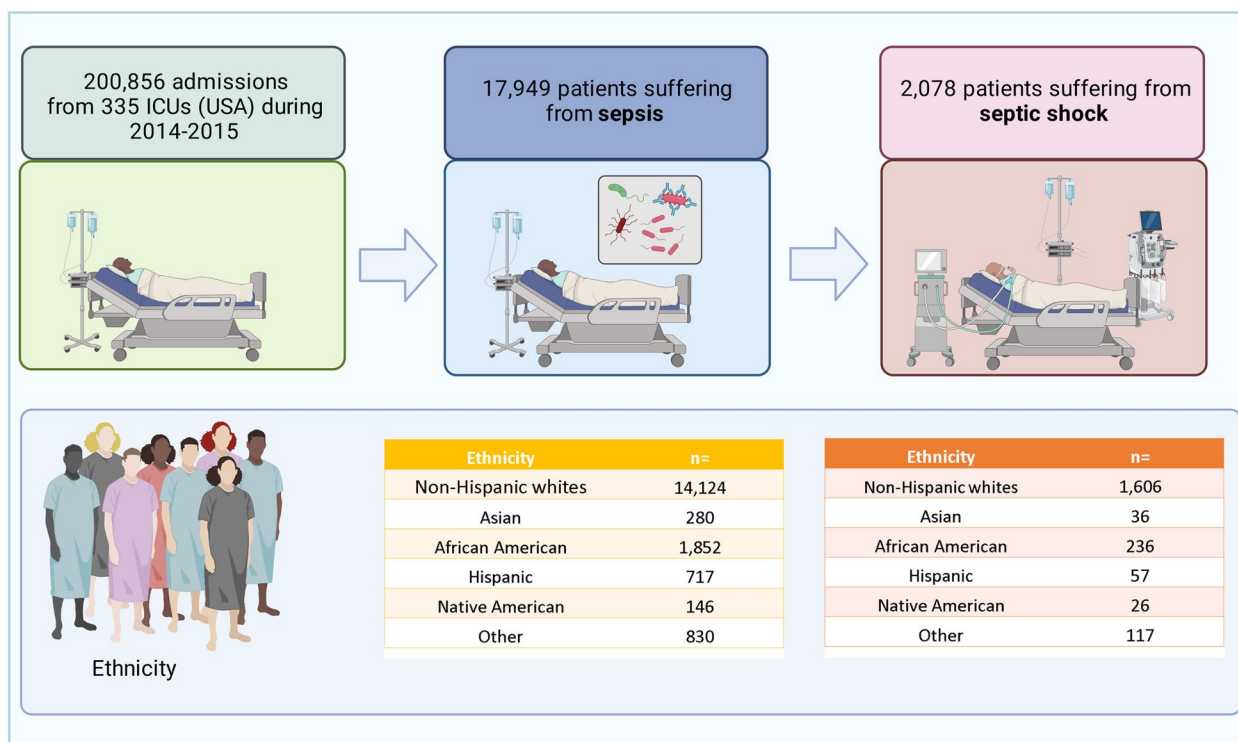 200,856 admissions
from 335 ICUs (USA) during
2014-2015
17,949 patients suffering
from sepsis
2,078 patients suffering from
septic shock
Ethnicity
Ethnicity n=
Non-Hispanic whites 14,124
Asian 280
African American 1,852
Hispanic 717
Native American 146
Other 830
Ethnicity n=
Non-Hispanic whites 1,606
Asian 36
African American 236
Hispanic 57
Native American 26
Other 117